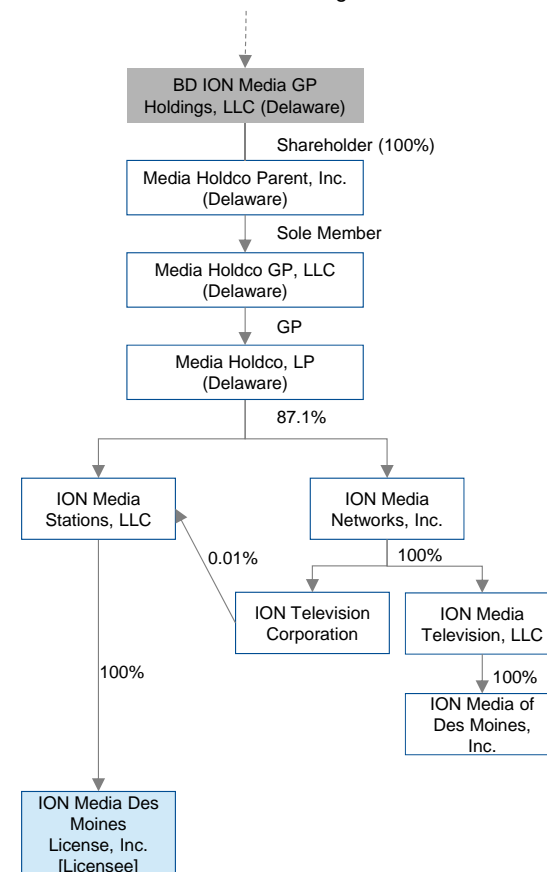 BD ION Media GP
Holdings, LLC (Delaware)
Shareholder (100%)
Media Holdco Parent, Inc.
(Delaware)
Sole Member
Media Holdco GP, LLC
(Delaware)
GP
Media Holdco, LP
(Delaware)
87.1%
ION Media
Stations, LLC
ION Media
Networks, Inc.
0.01%
100%
ION Television
Corporation
ION Media
Television, LLC
100%
100%
ION Media of
Des Moines,
Inc.
ION Media Des
Moines
License, Inc.
[Licensee]